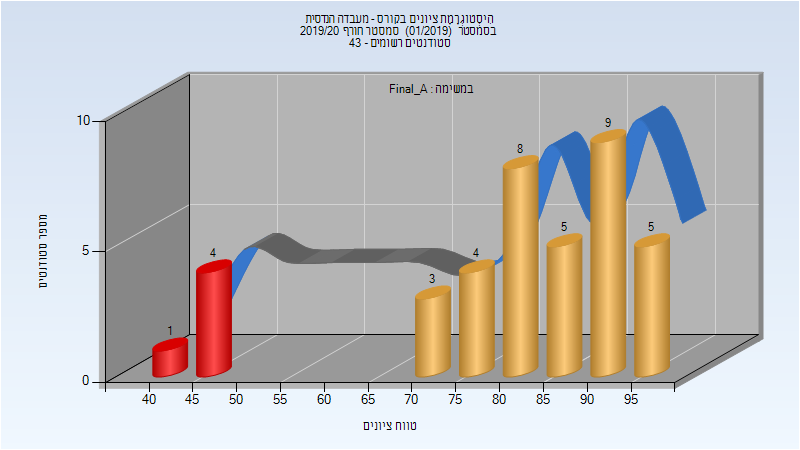 היסטוגרמת ציונים בקורס - מעבדה הנדסית
בסמסטר (01/2019) סמסטר חורף 2019/20
סטודנטים רשומים - 43
במשימה : Final_A
מספר סטודנטים
10
5
0
1
4
3
4
8
5
9
5
40 45 50 55 60 65 70 75 80 85 90 95
טווח ציונים